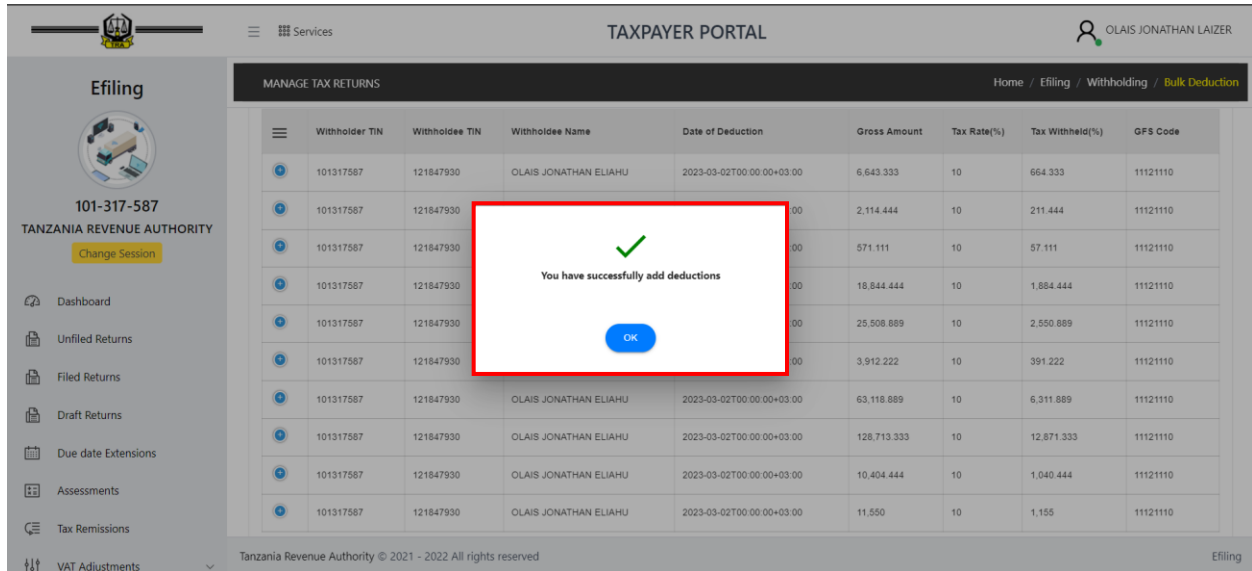 TRA
Services
TAXPAYER PORTAL
OLAIS JONATHAN LAIZER
Efiling
101-317-587
TANZANIA REVENUE AUTHORITY
Change Session
Dashboard
Unfiled Returns
Filed Returns
Draft Returns
Due date Extensions
Assessments
Tax Remissions
VAT Adjustments
MANAGE TAX RETURNS
Home / Efiling / Withholding / Bulk Deduction
Withholder TIN Withholdee TIN Withholdee Name Date of Deduction Gross Amount Tax Rate(%) Tax Withheld(%) GFS Code
101317587 121847930 OLAIS JONATHAN ELIAHU 2023-03-02T00:00:00+03:00 6,643.333 10 664.333 11121110
101317587 121847930 :00 2,114.444 10 211.444 11121110
101317587 121847930 :00 571.111 10 57.111 11121110
101317587 121847930 :00 18,844.444 10 1,884.444 11121110
101317587 121847930 :00 25,508.889 10 2,550.889 11121110
101317587 121847930 :00 3,912.222 10 391.222 11121110
101317587 121847930 OLAIS JONATHAN ELIAHU 2023-03-02T00:00:00+03:00 63,118.889 10 6,311.889 11121110
101317587 121847930 OLAIS JONATHAN ELIAHU 2023-03-02T00:00:00+03:00 128,713.333 10 12,871.333 11121110
101317587 121847930 OLAIS JONATHAN ELIAHU 2023-03-02T00:00:00+03:00 10,404.444 10 1,040.444 11121110
101317587 121847930 OLAIS JONATHAN ELIAHU 2023-03-02T00:00:00+03:00 11,550 10 1,155 11121110
You have successfully add deductions
OK
Tanzania Revenue Authority © 2021 - 2022 All rights reserved
Efiling